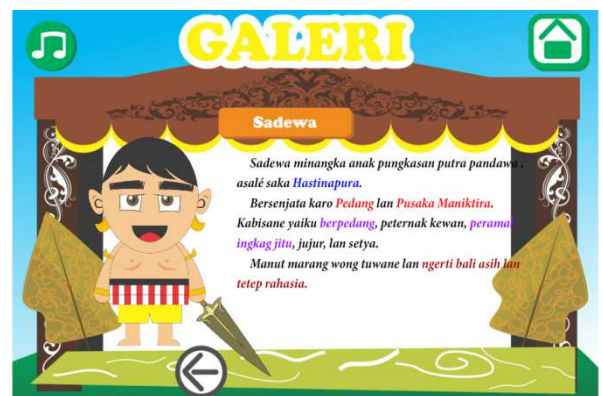 GALERI
Sadewa
Sadewa minangka anak pungkasan putra pandawa .
asalé saka Hastinapura.
Bersenjata karo Pedang lan Pusaka Maniktira.
Kabisane yaiku berpedang, peternak kewan, peramal
ingkag jitu, jujur, lan setya.
Manut marang wong tuwane lan ngerti bali asih lan
tetep rahasia.